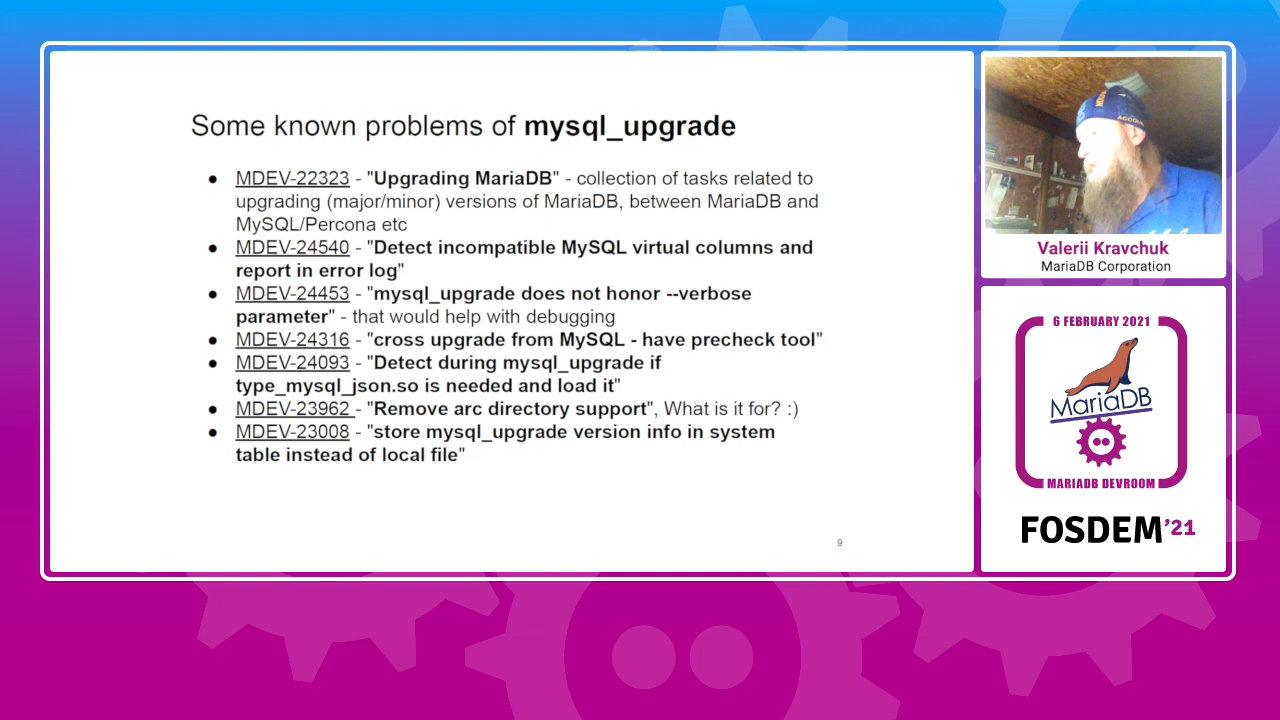 Some known problems of mysql_upgrade
● MDEV-22323 - "Upgrading MariaDB" - collection of tasks related to
upgrading (major/minor) versions of MariaDB, between MariaDB and
MySQL/Percona etc
● MDEV-24540 - "Detect incompatible MySQL virtual columns and
report in error log"
● MDEV-24453 - "mysql_upgrade does not honor --verbose
parameter" - that would help with debugging
● MDEV-24316 - "cross upgrade from MySQL - have precheck tool"
● MDEV-24093 - "Detect during mysql_upgrade if
type_mysql_json.so is needed and load it"
● MDEV-23962 - "Remove arc directory support", What is it for? :)
● MDEV-23008 - "store mysql_upgrade version info in system
table instead of local file"
9
Valerii Kravchuk
MariaDB Corporation
6 FEBRUARY 2021
MariaDB
MARIADB DEVROOM
FOSDEM'21